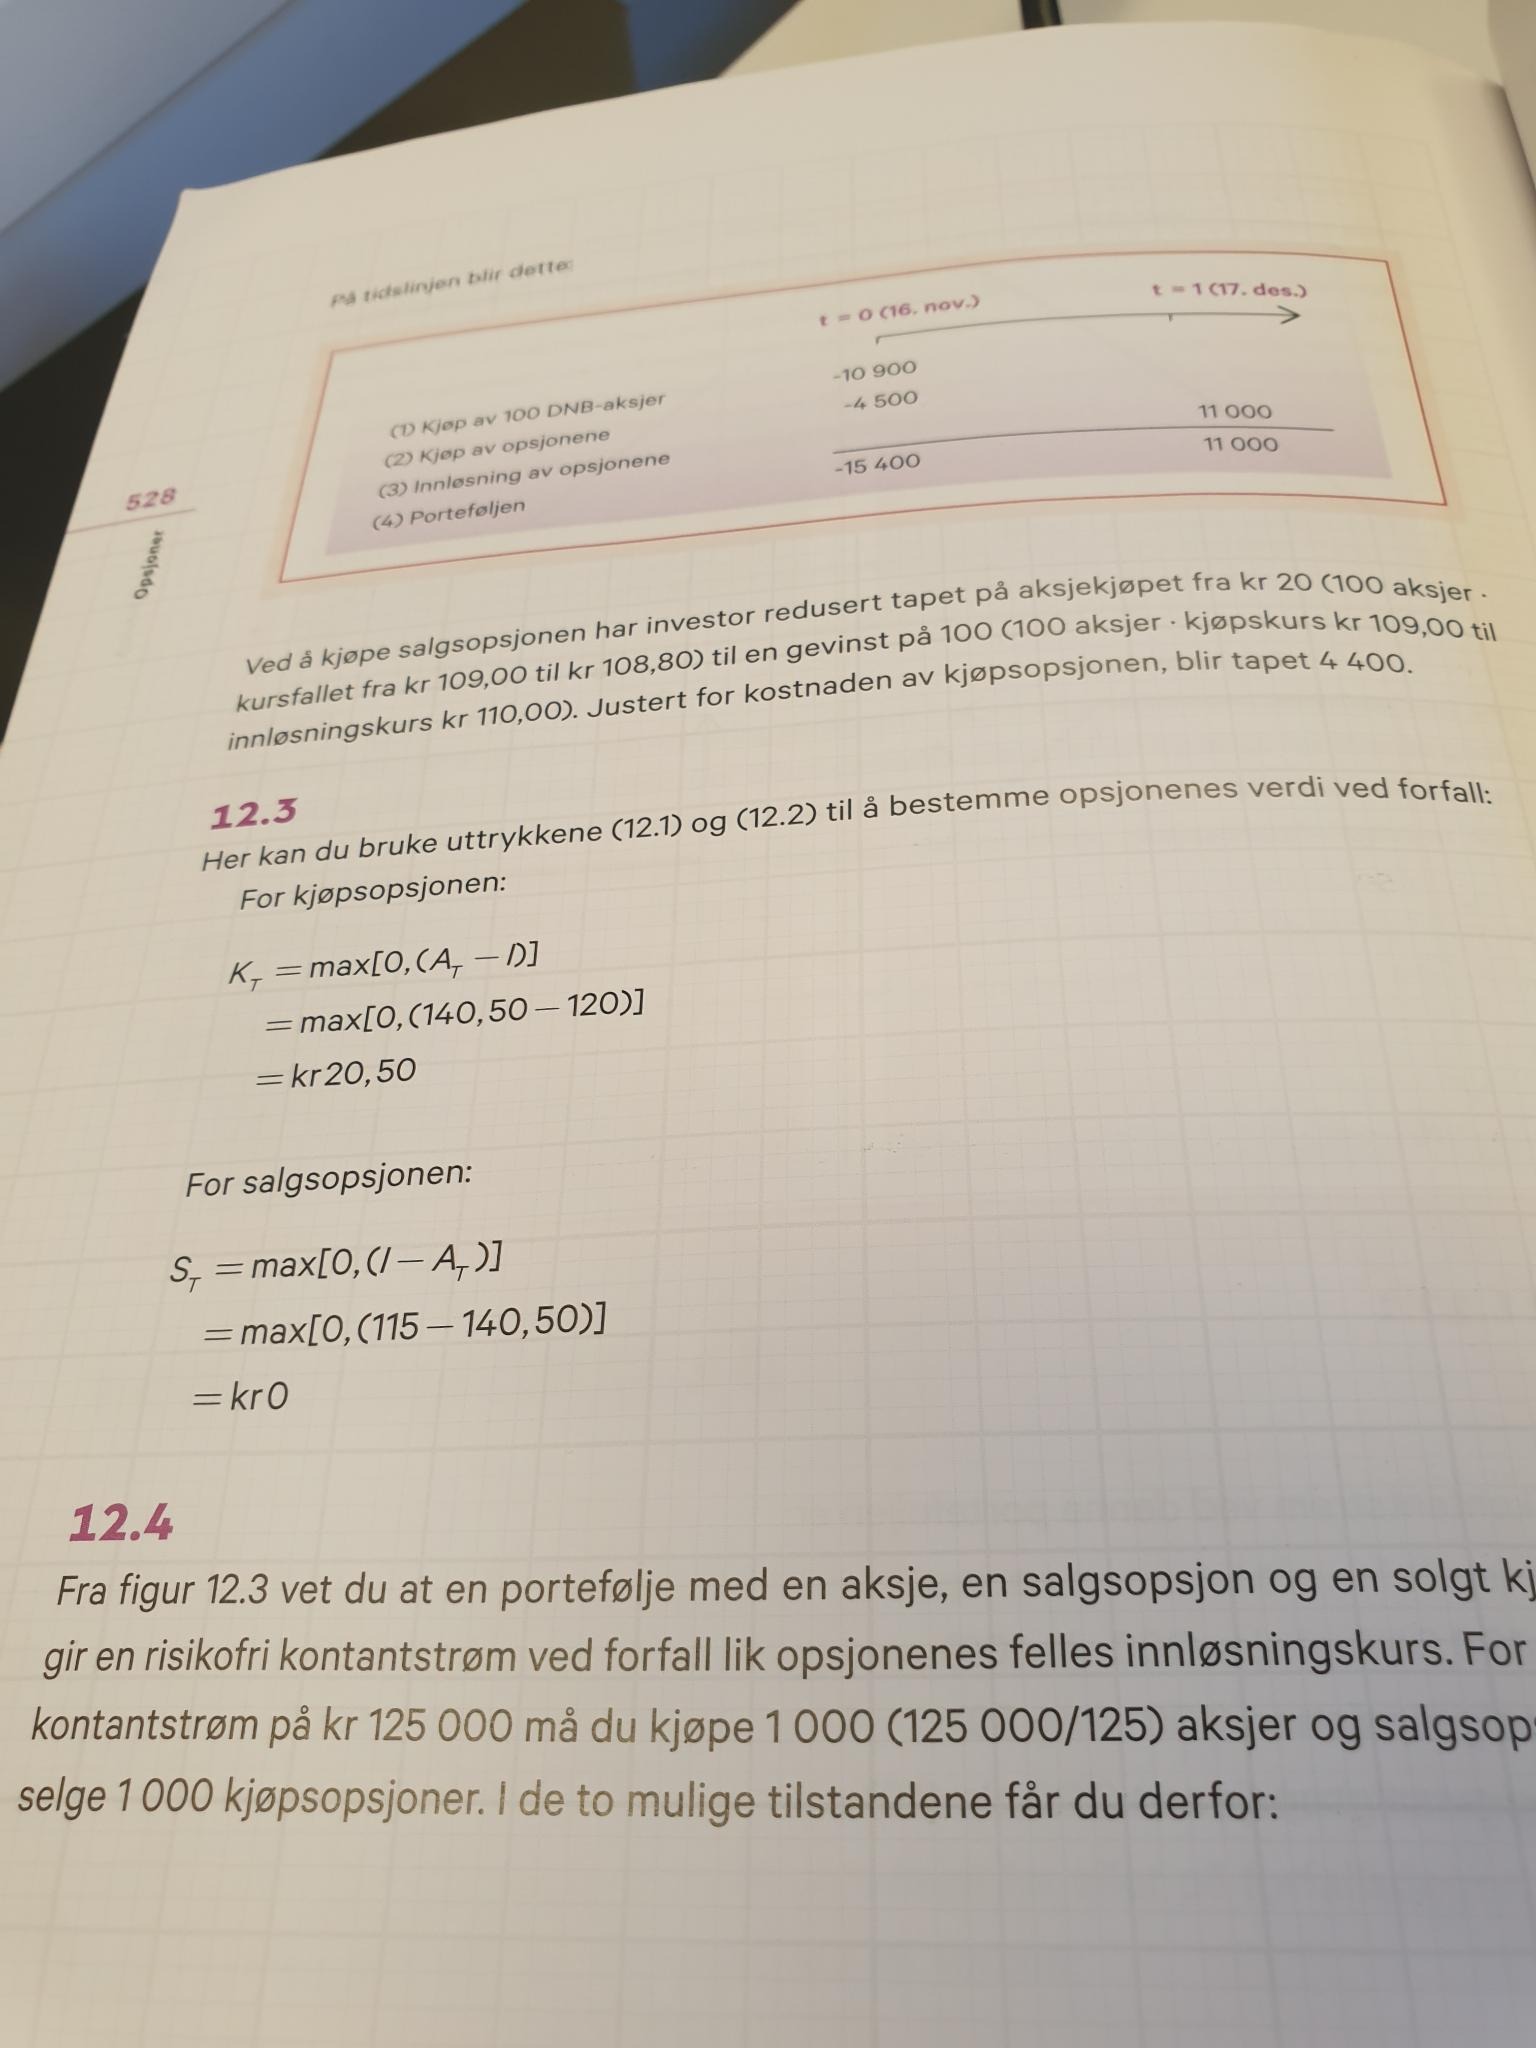 På tidslinjen blir dette:
t = 0 (16. nov.) t = 1 (17. des.)
(1) Kjøp av 100 DNB-aksjer -10 900
(2) Kjøp av opsjonene -4 500
(3) Innløsning av opsjonene 11 000
(4) Porteføljen -15 400 11 000
528
Opsjoner
Ved å kjøpe salgsopsjonen har investor redusert tapet på aksjekjøpet fra kr 20 (100 aksjer ·
kursfallet fra kr 109,00 til kr 108,80) til en gevinst på 100 (100 aksjer · kjøpskurs kr 109,00 til
innløsningskurs kr 110,00). Justert for kostnaden av kjøpsopsjonen, blir tapet 4 400.
12.3
Her kan du bruke uttrykkene (12.1) og (12.2) til å bestemme opsjonenes verdi ved forfall:
For kjøpsopsjonen:
K_T = max[0,(A_T − I)]
= max[0,(140,50 − 120)]
= kr 20,50
For salgsopsjonen:
S_T = max[0,(I − A_T)]
= max[0,(115 − 140,50)]
= kr 0
12.4
Fra figur 12.3 vet du at en portefølje med en aksje, en salgsopsjon og en solgt kj
gir en risikofri kontantstrøm ved forfall lik opsjonenes felles innløsningskurs. For
kontantstrøm på kr 125 000 må du kjøpe 1 000 (125 000/125) aksjer og salgsop
selge 1 000 kjøpsopsjoner. I de to mulige tilstandene får du derfor: